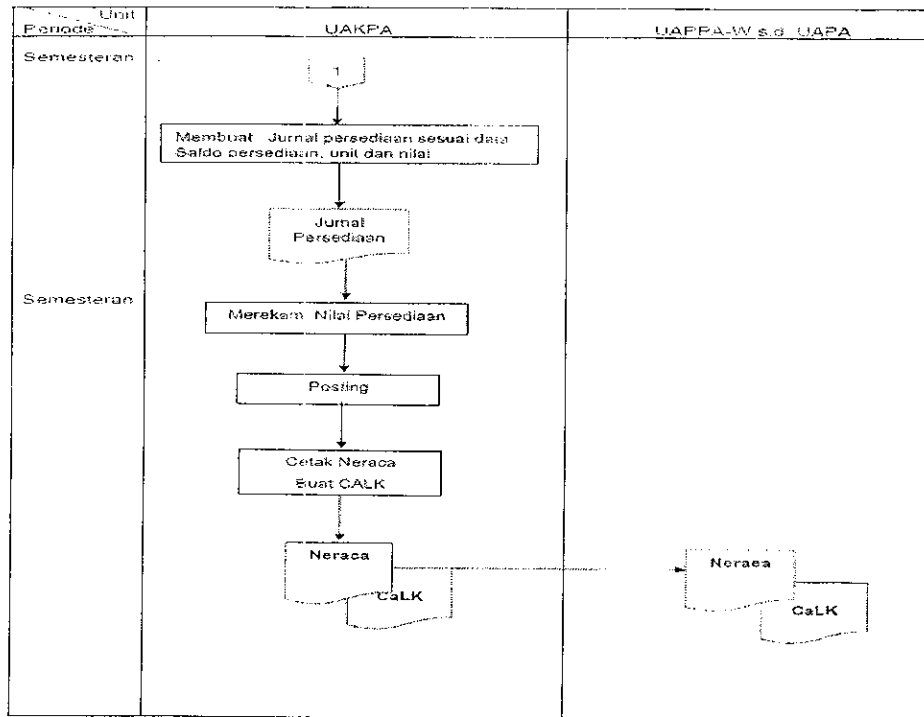 Unit
Periode
UAKPA
UAPPA-W s.d. UAPA
Semesteran
1
Membuat Jurnal persediaan sesuai data
Saldo persediaan, unit dan nilai
Jurnal
Persediaan
Semesteran
Merekam Nilai Persediaan
Posting
Cetak Neraca
Buat CALK
Neraca
CaLK
Neraca
CaLK